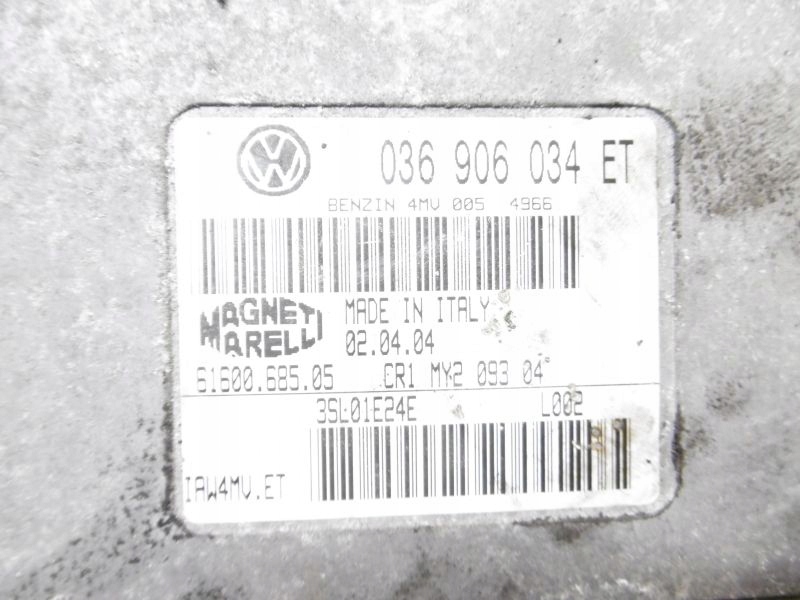 036 906 034 ET
BENZIN 4MV 005 4966
MAGNETI MARELLI
MADE IN ITALY
02.04.04
61600.685.05 CR1 MY2 093 04
3SL01E24E L002
IAW4MV.ET